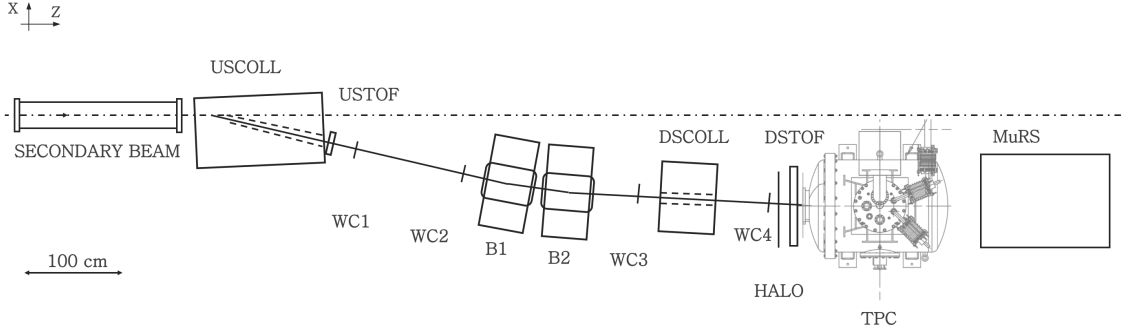 X
Z
USCOLL
USTOF
SECONDARY BEAM
DSCOLL
DSTOF
MuRS
WC1
WC2
B1
B2
WC3
WC4
100 cm
HALO
TPC